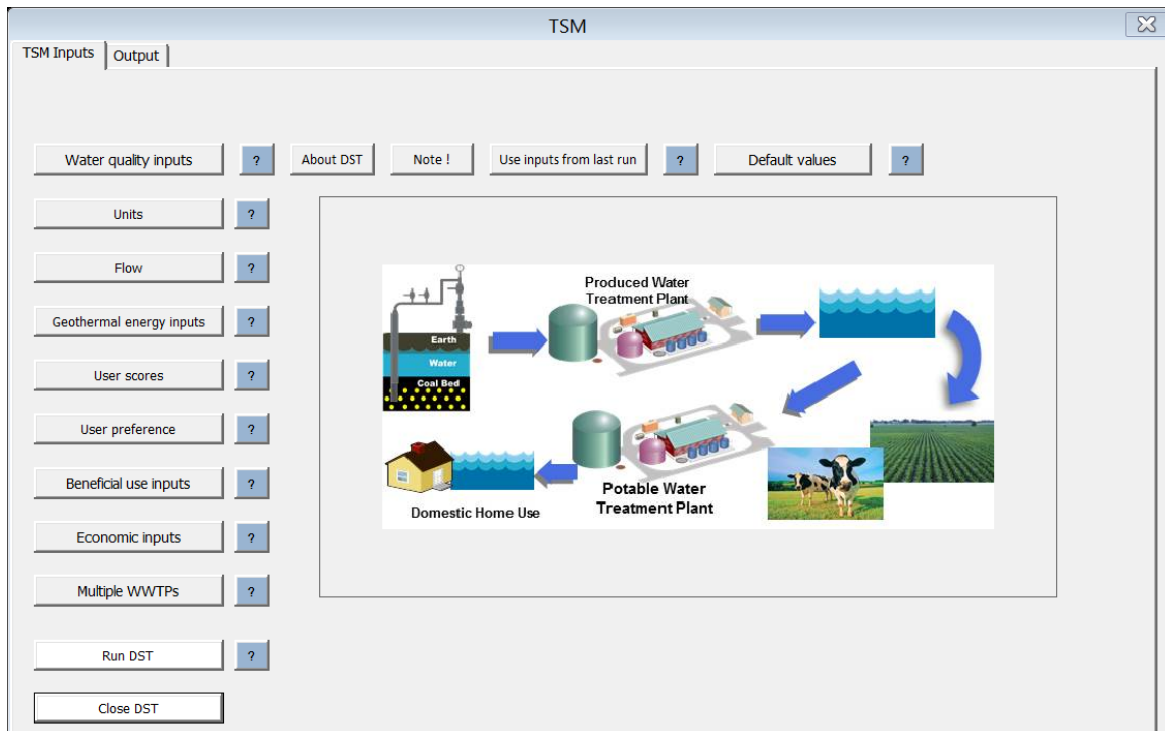 TSM
TSM Inputs
Output
Water quality inputs
?
About DST
Note !
Use inputs from last run
?
Default values
?
Units
?
Flow
?
Geothermal energy inputs
?
User scores
?
User preference
?
Beneficial use inputs
?
Economic inputs
?
Multiple WWTPs
?
Run DST
?
Close DST
Produced Water
Treatment Plant
Earth
Water
Coal Bed
Domestic Home Use
Potable Water
Treatment Plant